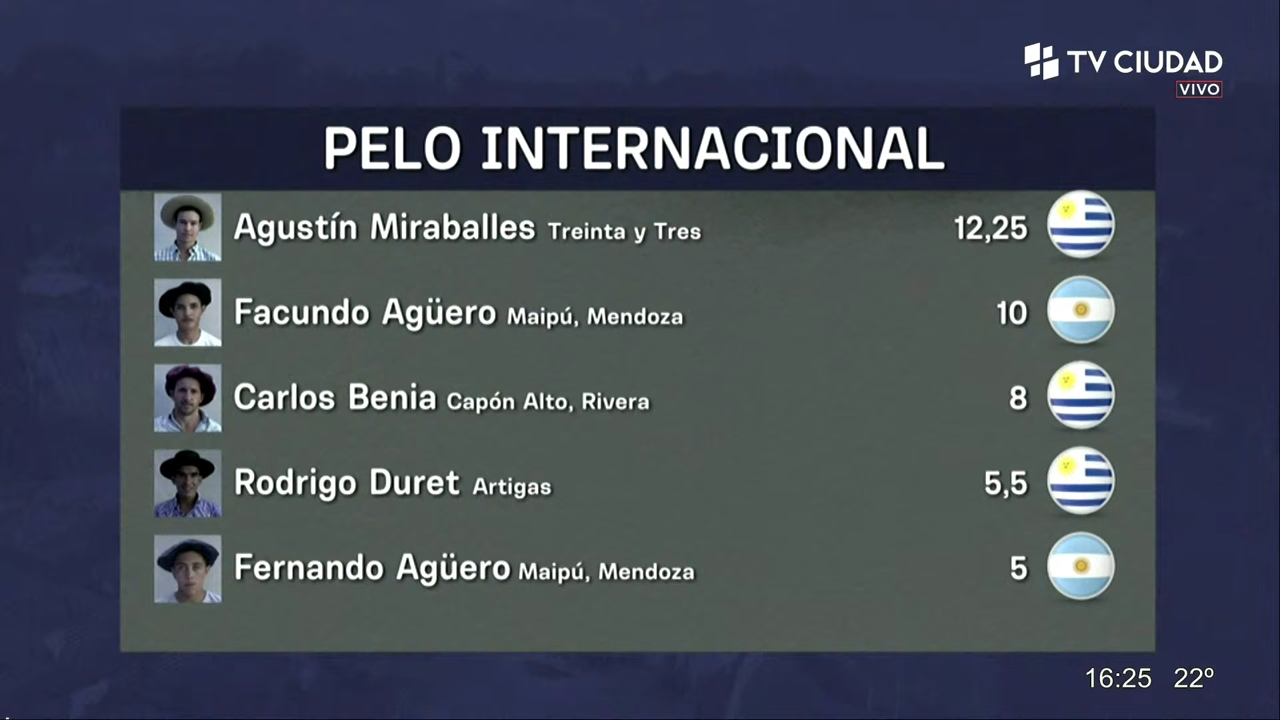 TV CIUDAD
VIVO
PELO INTERNACIONAL
Agustín Miraballes Treinta y Tres 12,25
Facundo Agüero Maipú, Mendoza 10
Carlos Benia Capón Alto, Rivera 8
Rodrigo Duret Artigas 5,5
Fernando Agüero Maipú, Mendoza 5
16:25 22º